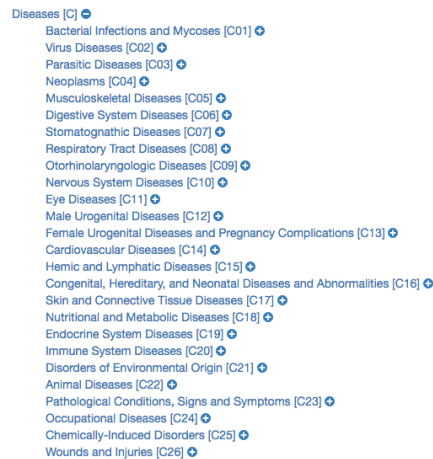 Diseases [C]
Bacterial Infections and Mycoses [C01]
Virus Diseases [C02]
Parasitic Diseases [C03]
Neoplasms [C04]
Musculoskeletal Diseases [C05]
Digestive System Diseases [C06]
Stomatognathic Diseases [C07]
Respiratory Tract Diseases [C08]
Otorhinolaryngologic Diseases [C09]
Nervous System Diseases [C10]
Eye Diseases [C11]
Male Urogenital Diseases [C12]
Female Urogenital Diseases and Pregnancy Complications [C13]
Cardiovascular Diseases [C14]
Hemic and Lymphatic Diseases [C15]
Congenital, Hereditary, and Neonatal Diseases and Abnormalities [C16]
Skin and Connective Tissue Diseases [C17]
Nutritional and Metabolic Diseases [C18]
Endocrine System Diseases [C19]
Immune System Diseases [C20]
Disorders of Environmental Origin [C21]
Animal Diseases [C22]
Pathological Conditions, Signs and Symptoms [C23]
Occupational Diseases [C24]
Chemically-Induced Disorders [C25]
Wounds and Injuries [C26]